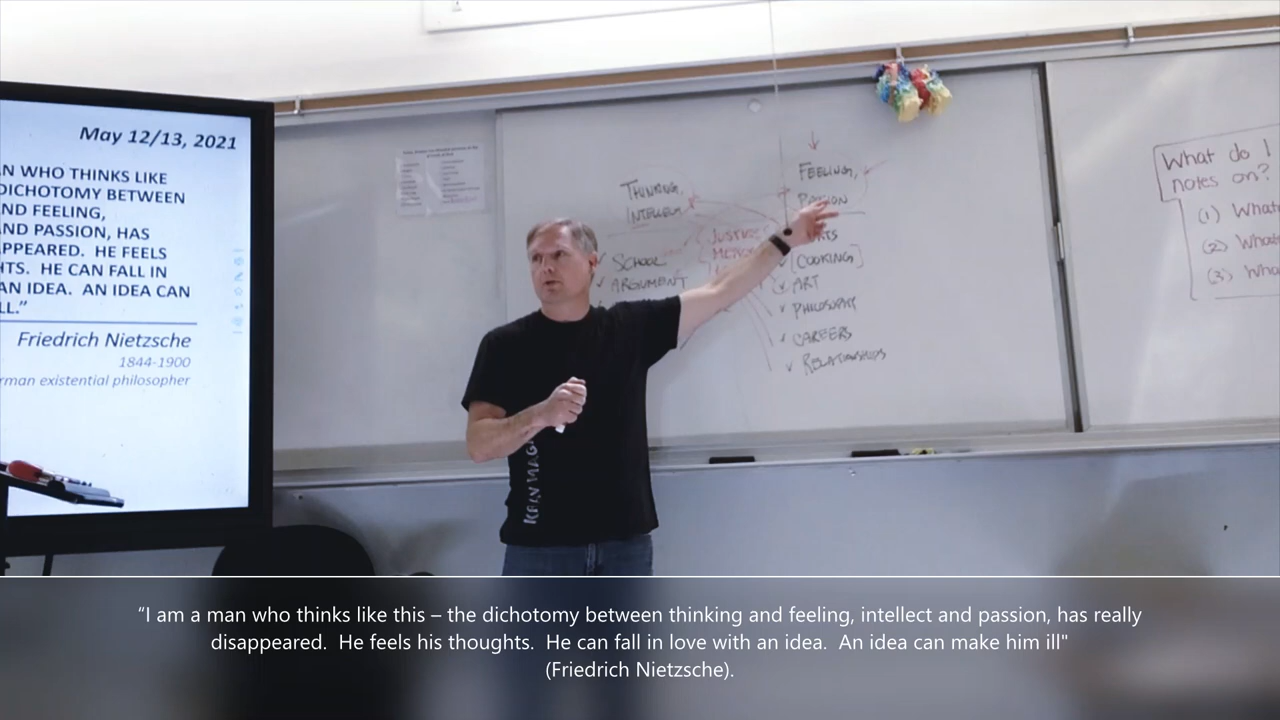 May 12/13, 2021
AN WHO THINKS LIKE
DICHOTOMY BETWEEN
ND FEELING,
ND PASSION, HAS
APPEARED. HE FEELS
HTS. HE CAN FALL IN
AN IDEA. AN IDEA CAN
LL.”
Friedrich Nietzsche
1844-1900
rman existential philosopher
THINKING,
INTELLECT
SCHOOL
ARGUMENT
FEELING,
PASSION
[COOKING]
ART
PHILOSOPHY
CAREERS
RELATIONSHIPS
What do I
notes on?
(1) What
(2) What
(3) Wha
“I am a man who thinks like this – the dichotomy between thinking and feeling, intellect and passion, has really
disappeared. He feels his thoughts. He can fall in love with an idea. An idea can make him ill"
(Friedrich Nietzsche).